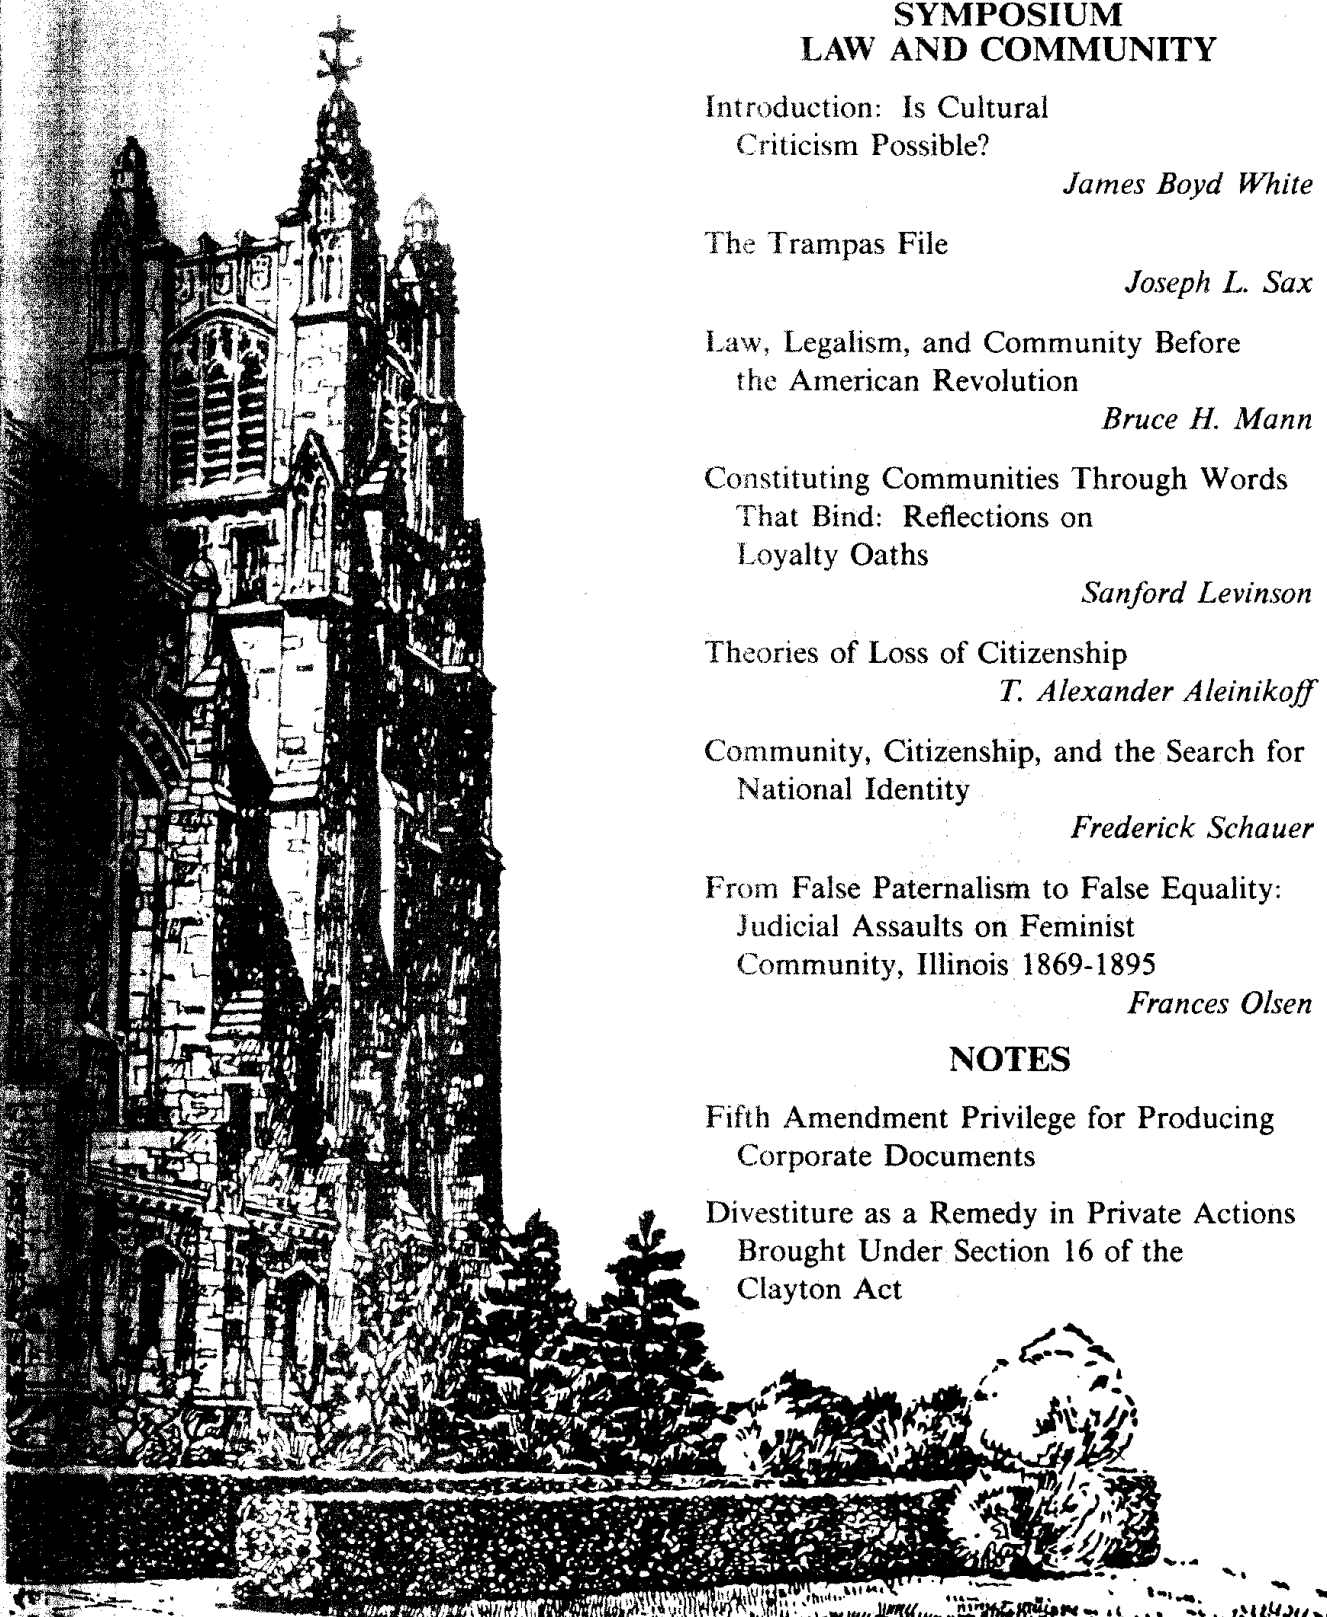 SYMPOSIUM
LAW AND COMMUNITY
Introduction: Is Cultural
Criticism Possible?
James Boyd White
The Trampas File
Joseph L. Sax
Law, Legalism, and Community Before
the American Revolution
Bruce H. Mann
Constituting Communities Through Words
That Bind: Reflections on
Loyalty Oaths
Sanford Levinson
Theories of Loss of Citizenship
T. Alexander Aleinikoff
Community, Citizenship, and the Search for
National Identity
Frederick Schauer
From False Paternalism to False Equality:
Judicial Assaults on Feminist
Community, Illinois 1869-1895
Frances Olsen
NOTES
Fifth Amendment Privilege for Producing
Corporate Documents
Divestiture as a Remedy in Private Actions
Brought Under Section 16 of the
Clayton Act